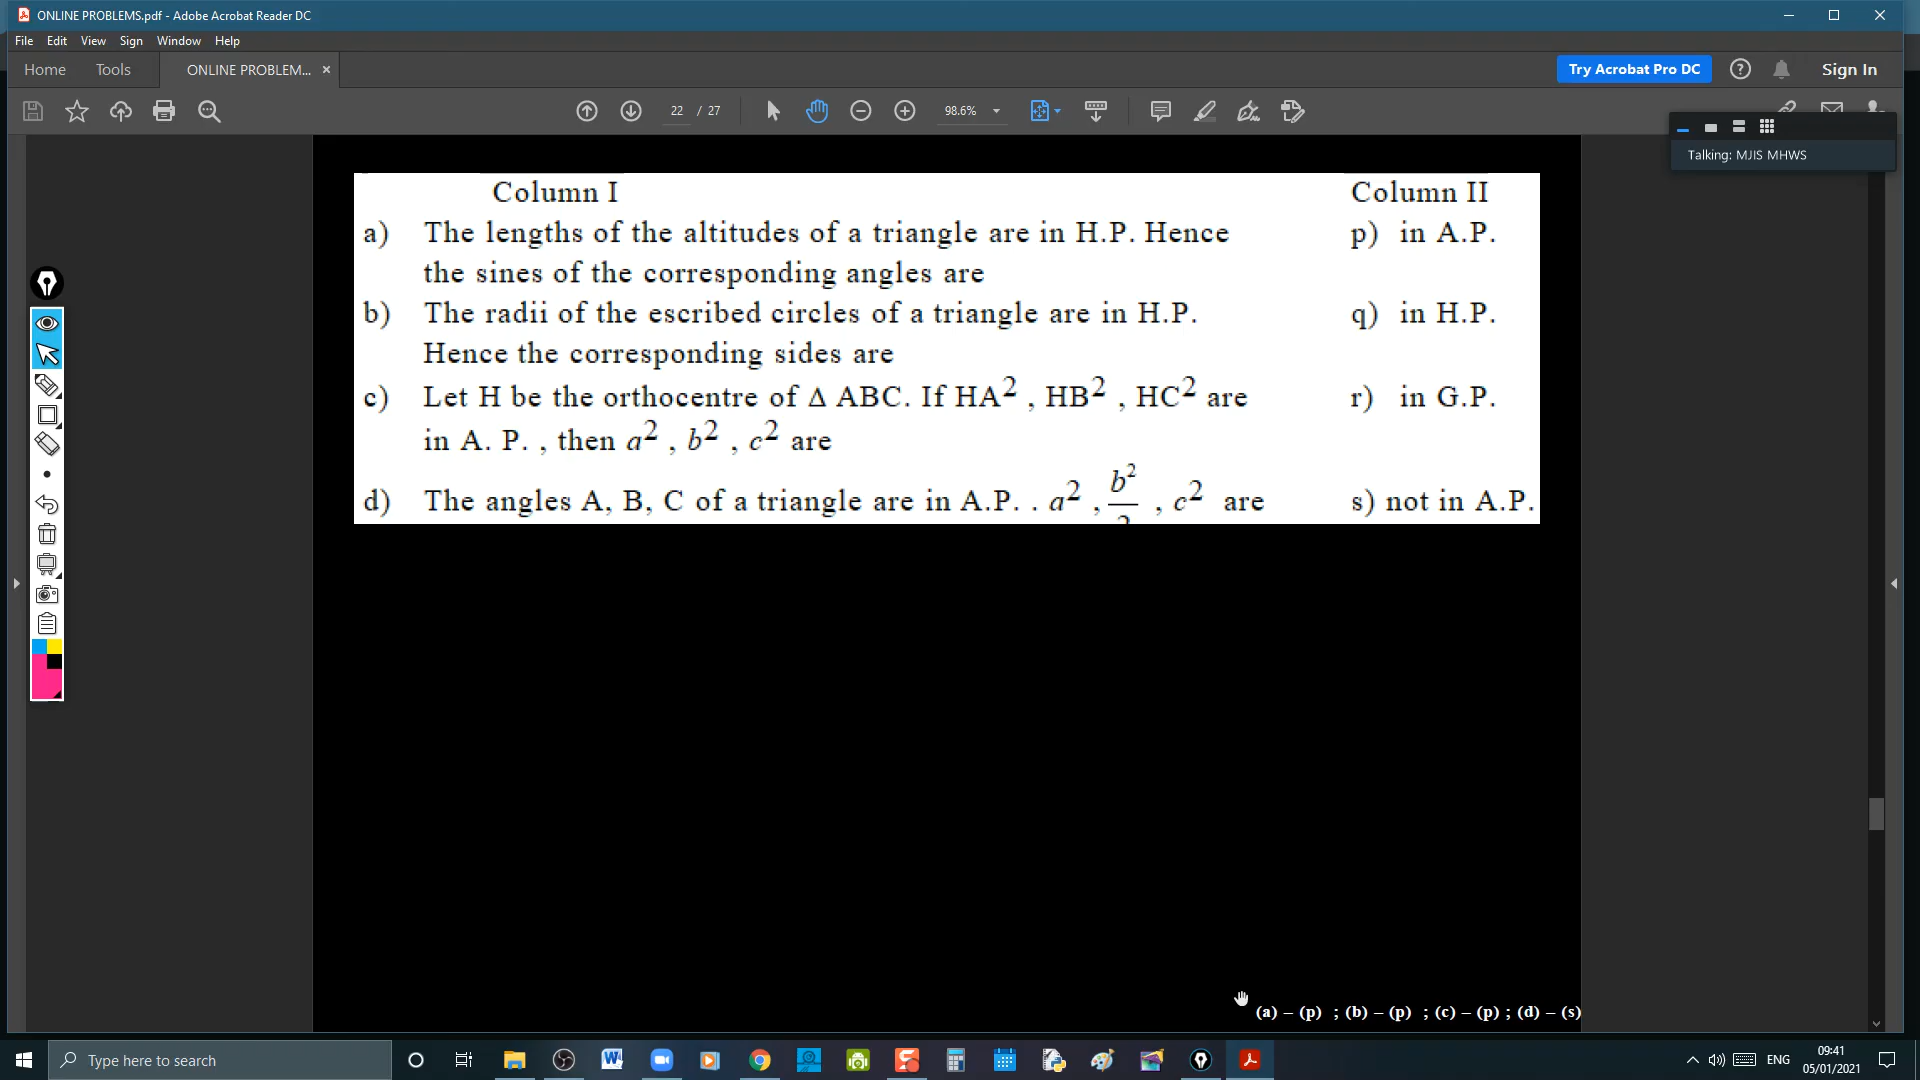 ONLINE PROBLEMS.pdf - Adobe Acrobat Reader DC
File Edit View Sign Window Help
Home Tools ONLINE PROBLEM... × Try Acrobat Pro DC Sign In
22 / 27 98.6%
Talking: MJIS MHWS
Column I Column II
a) The lengths of the altitudes of a triangle are in H.P. Hence p) in A.P.
the sines of the corresponding angles are
b) The radii of the escribed circles of a triangle are in H.P. q) in H.P.
Hence the corresponding sides are
c) Let H be the orthocentre of Δ ABC. If HA², HB², HC² are r) in G.P.
in A. P. , then a², b², c² are
d) The angles A, B, C of a triangle are in A.P. . a², b²/2, c² are s) not in A.P.
(a) – (p) ; (b) – (p) ; (c) – (p) ; (d) – (s)
Type here to search ENG 09:41
05/01/2021